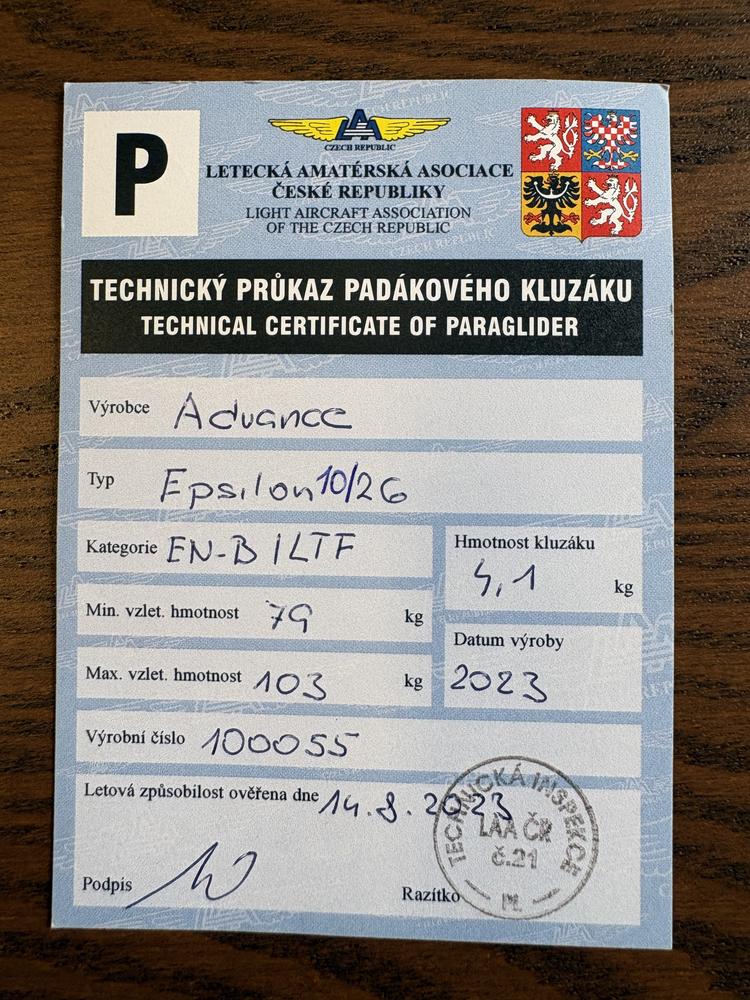 P
CZECH REPUBLIC
LETECKÁ AMATÉRSKÁ ASOCIACE
ČESKÉ REPUBLIKY
LIGHT AIRCRAFT ASSOCIATION
OF THE CZECH REPUBLIC
TECHNICKÝ PRŮKAZ PADÁKOVÉHO KLUZÁKU
TECHNICAL CERTIFICATE OF PARAGLIDER
Výrobce Advance
Typ Epsilon 10/26
Kategorie EN-B / LTF
Hmotnost kluzáku
4,1 kg
Min. vzlet. hmotnost 79 kg
Datum výroby
2023
Max. vzlet. hmotnost 103 kg
Výrobní číslo 100055
Letová způsobilost ověřena dne 14.8.2023
TECHNICKÁ INSPEKCE
LAA ČR
č.21
Podpis
Razítko